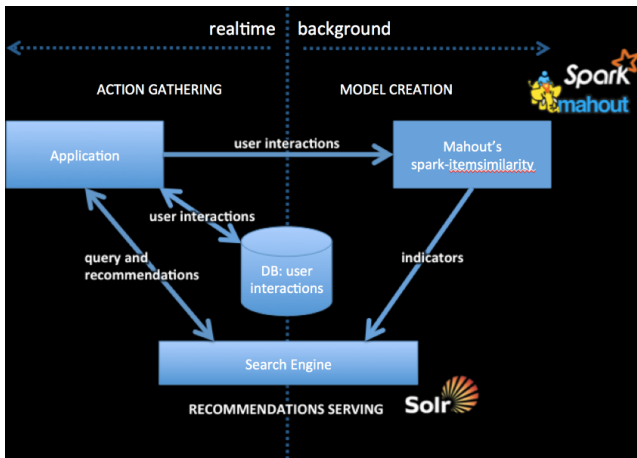 realtime
background
ACTION GATHERING
MODEL CREATION
Spark
mahout
Application
user interactions
Mahout's
spark-itemsimilarity
user interactions
query and
recommendations
DB: user
interactions
indicators
Search Engine
RECOMMENDATIONS SERVING
Solr